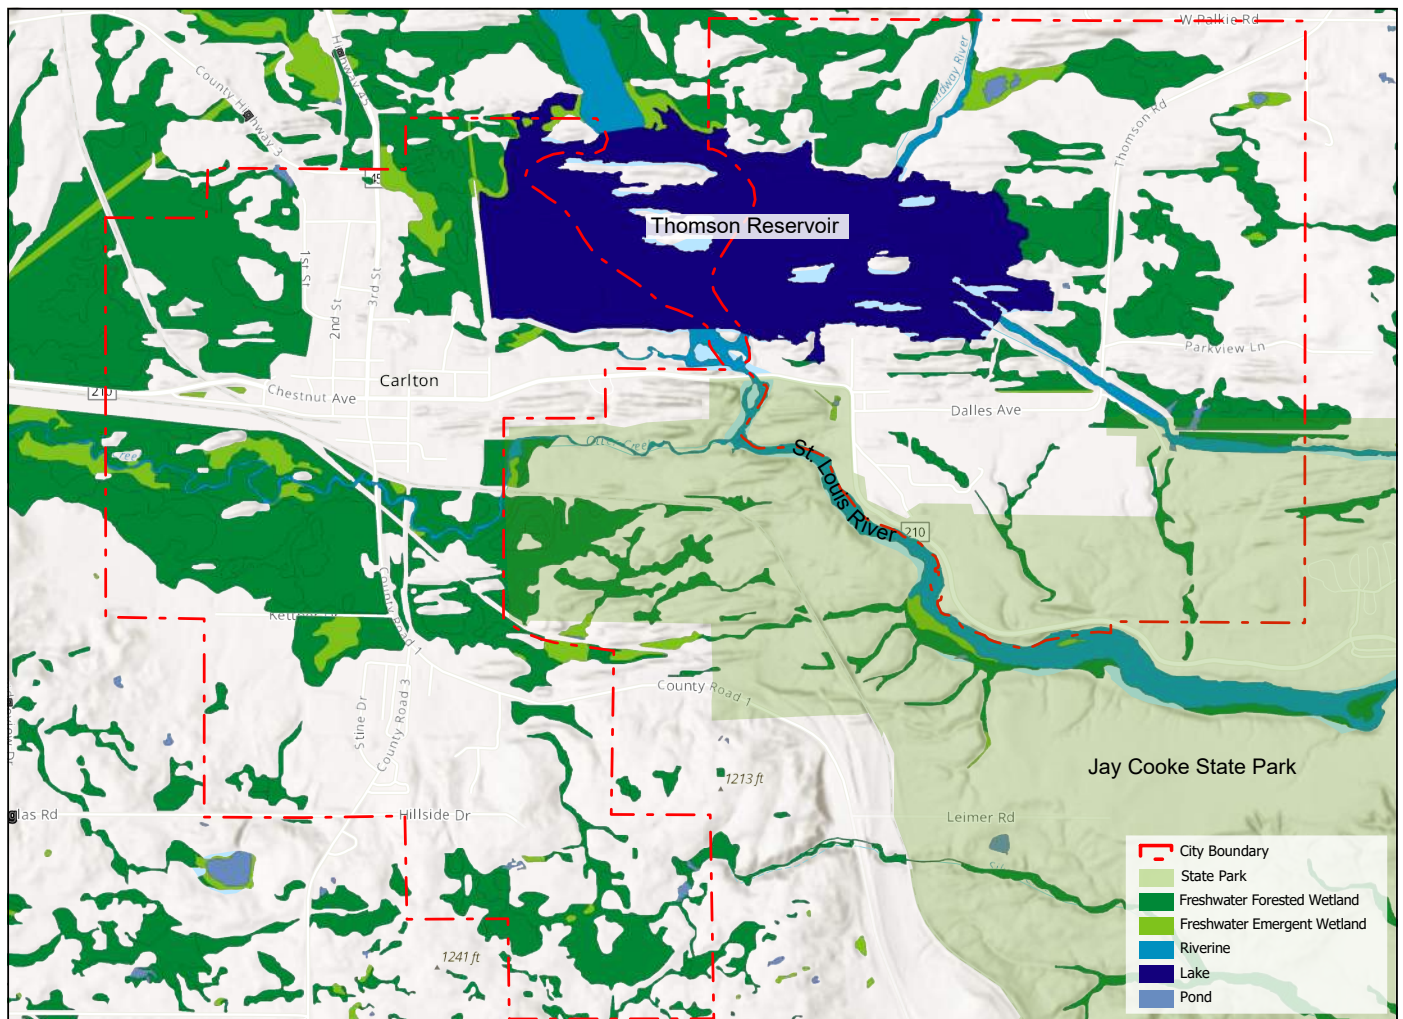 W Palkie Rd
Highway 45
County Highway 3
Thomson Rd
45
Thomson Reservoir
1st St
2nd St
3rd St
Parkview Ln
Carlton
210
Chestnut Ave
Dalles Ave
St. Louis River
210
County Road 1
Stine Dr
County Road 3
County Road 1
Jay Cooke State Park
1213 ft
las Rd
Hillside Dr
Leimer Rd
1241 ft
City Boundary
State Park
Freshwater Forested Wetland
Freshwater Emergent Wetland
Riverine
Lake
Pond